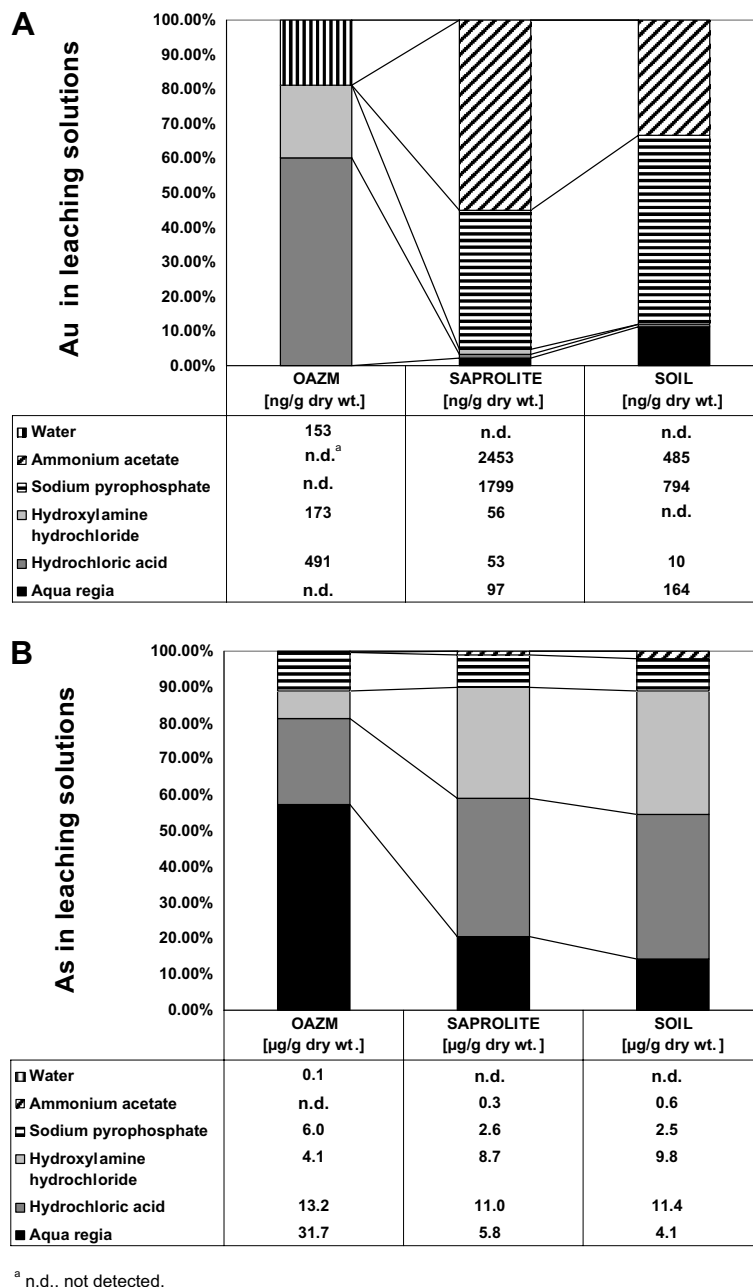 A
Au in leaching solutions
100.00%
90.00%
80.00%
70.00%
60.00%
50.00%
40.00%
30.00%
20.00%
10.00%
0.00%
OAZM SAPROLITE SOIL
[ng/g dry wt.] [ng/g dry wt.] [ng/g dry wt.]
Water 153 n.d. n.d.
Ammonium acetate n.d.a 2453 485
Sodium pyrophosphate n.d. 1799 794
Hydroxylamine 173 56 n.d.
hydrochloride
Hydrochloric acid 491 53 10
Aqua regia n.d. 97 164
B
As in leaching solutions
100.00%
90.00%
80.00%
70.00%
60.00%
50.00%
40.00%
30.00%
20.00%
10.00%
0.00%
OAZM SAPROLITE SOIL
[µg/g dry wt.] [µg/g dry wt.] [µg/g dry wt.]
Water 0.1 n.d. n.d.
Ammonium acetate n.d. 0.3 0.6
Sodium pyrophosphate 6.0 2.6 2.5
Hydroxylamine 4.1 8.7 9.8
hydrochloride
Hydrochloric acid 13.2 11.0 11.4
Aqua regia 31.7 5.8 4.1
a n.d., not detected.